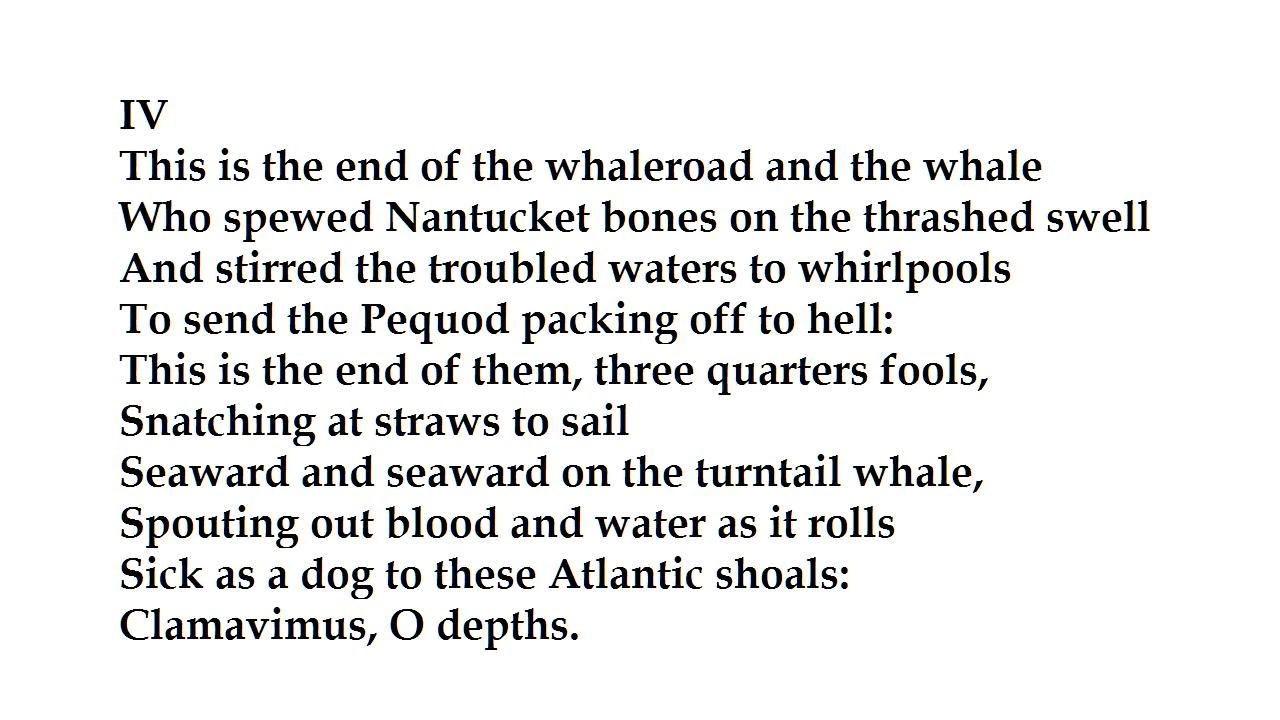 IV
This is the end of the whaleroad and the whale
Who spewed Nantucket bones on the thrashed swell
And stirred the troubled waters to whirlpools
To send the Pequod packing off to hell:
This is the end of them, three quarters fools,
Snatching at straws to sail
Seaward and seaward on the turntail whale,
Spouting out blood and water as it rolls
Sick as a dog to these Atlantic shoals:
Clamavimus, O depths.